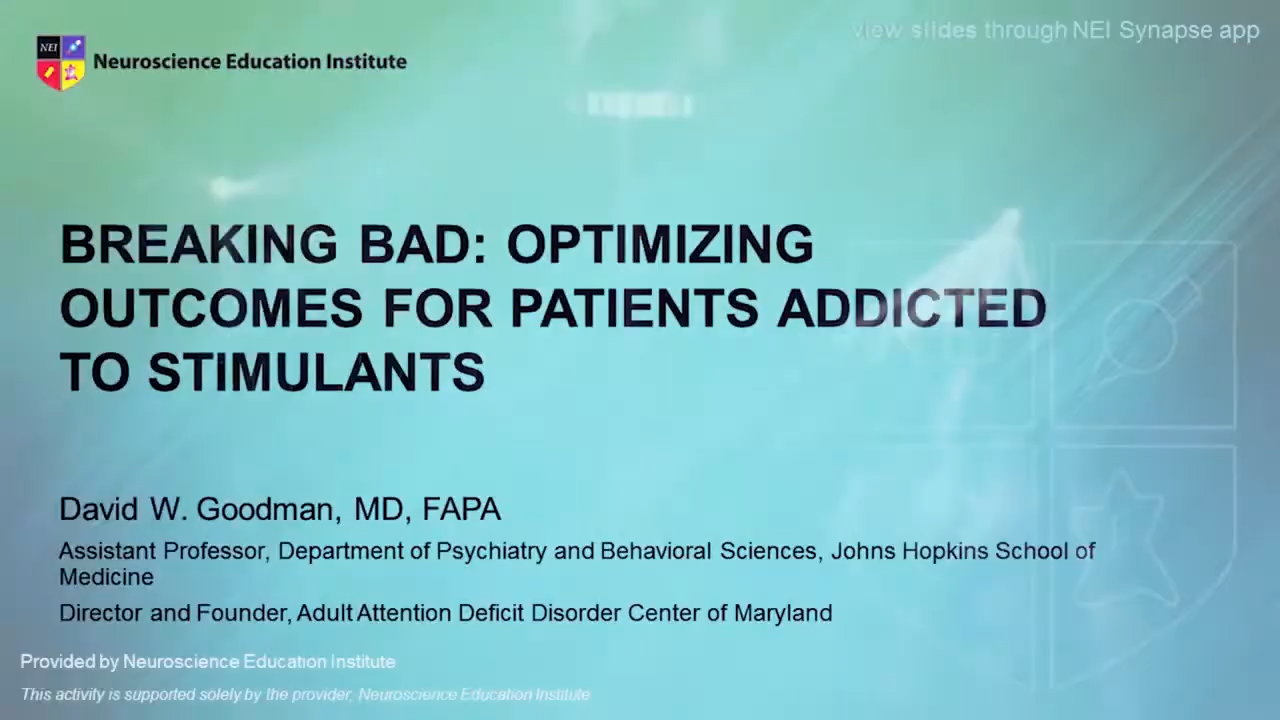 view slides through NEI Synapse app
NEI
Neuroscience Education Institute
BREAKING BAD: OPTIMIZING
OUTCOMES FOR PATIENTS ADDICTED
TO STIMULANTS
David W. Goodman, MD, FAPA
Assistant Professor, Department of Psychiatry and Behavioral Sciences, Johns Hopkins School of
Medicine
Director and Founder, Adult Attention Deficit Disorder Center of Maryland
Provided by Neuroscience Education Institute
This activity is supported solely by the provider, Neuroscience Education Institute